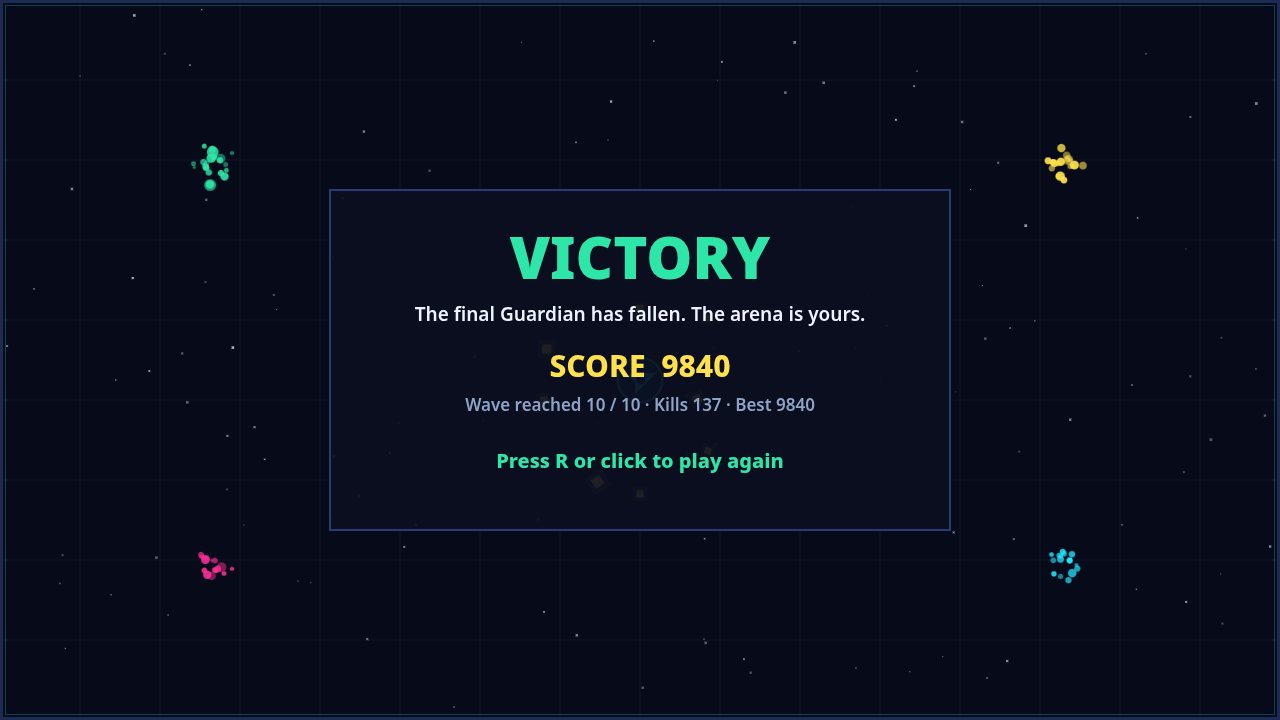 VICTORY
The final Guardian has fallen. The arena is yours.
SCORE 9840
Wave reached 10 / 10 · Kills 137 · Best 9840
Press R or click to play again